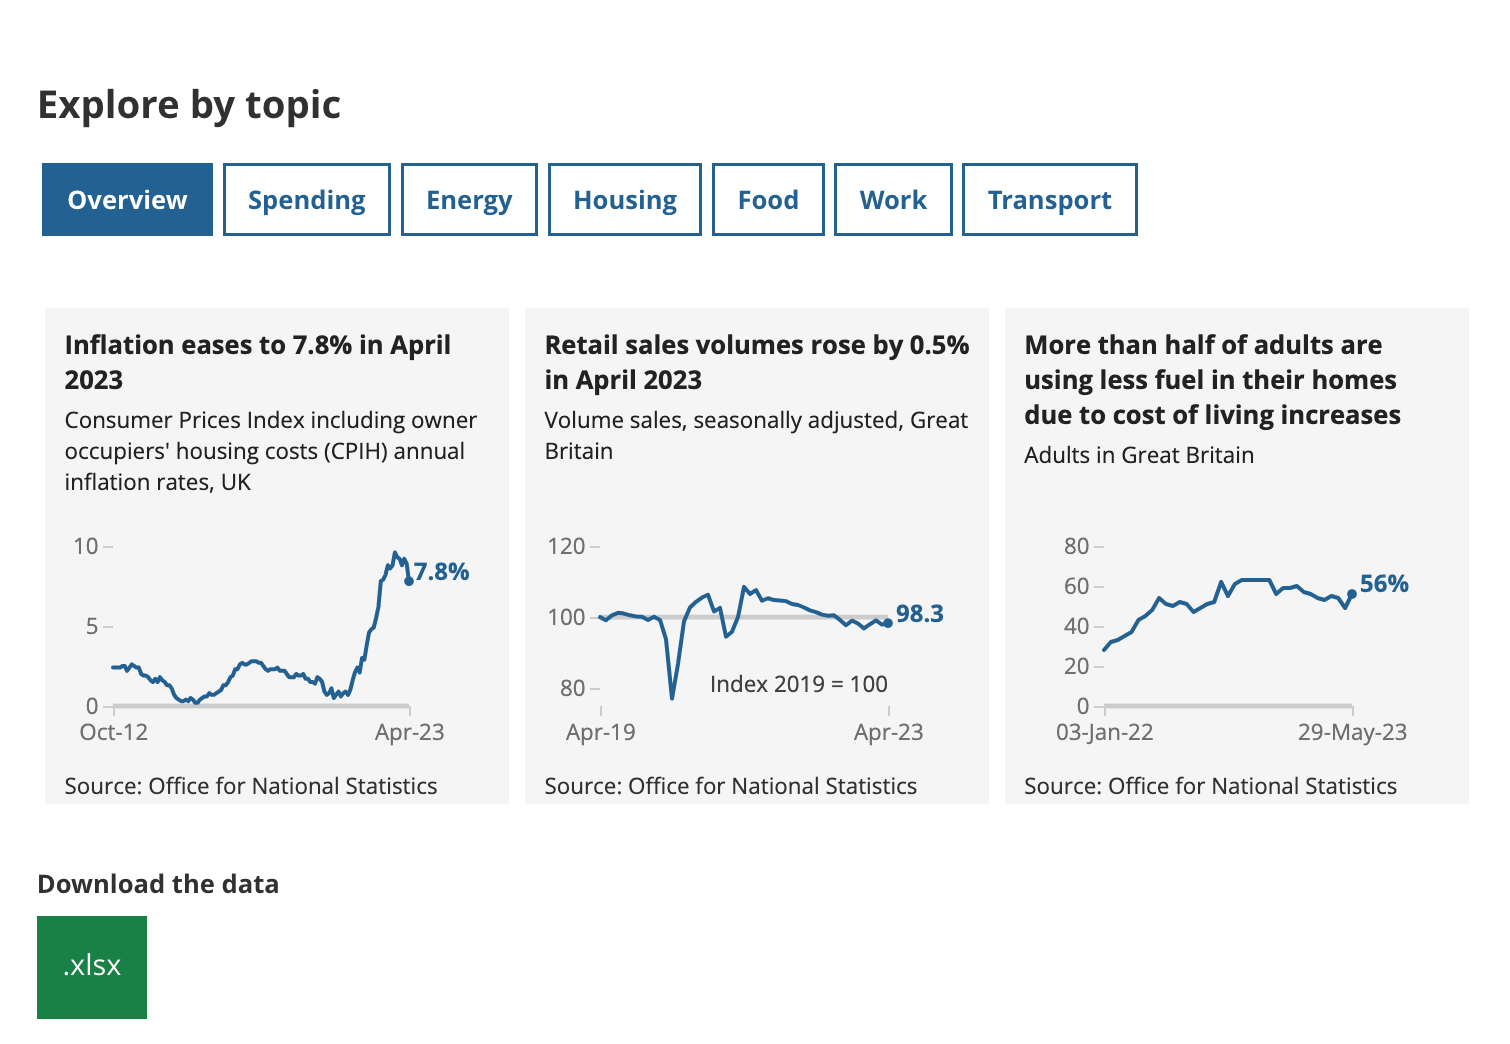 Explore by topic
Overview
Spending
Energy
Housing
Food
Work
Transport
Inflation eases to 7.8% in April
2023
Consumer Prices Index including owner
occupiers' housing costs (CPIH) annual
inflation rates, UK
10
7.8%
5
0
Oct-12
Apr-23
Source: Office for National Statistics
Retail sales volumes rose by 0.5%
in April 2023
Volume sales, seasonally adjusted, Great
Britain
120
100
98.3
80
Index 2019 = 100
Apr-19
Apr-23
Source: Office for National Statistics
More than half of adults are
using less fuel in their homes
due to cost of living increases
Adults in Great Britain
80
60
56%
40
20
0
03-Jan-22
29-May-23
Source: Office for National Statistics
Download the data
.xlsx